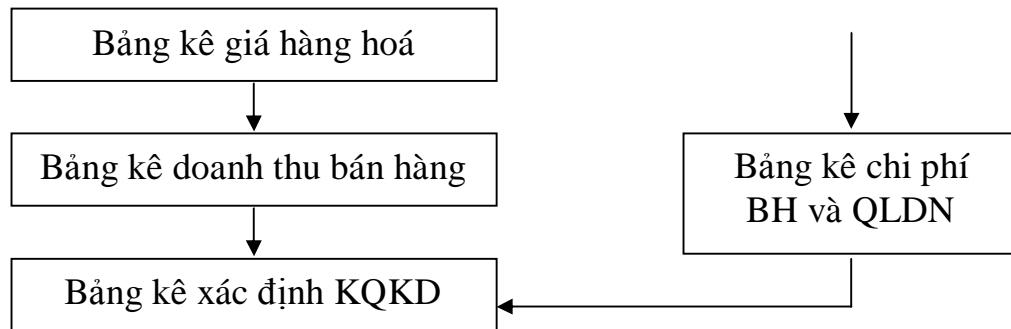 Bảng kê giá hàng hoá
Bảng kê doanh thu bán hàng
Bảng kê chi phí
BH và QLDN
Bảng kê xác định KQKD